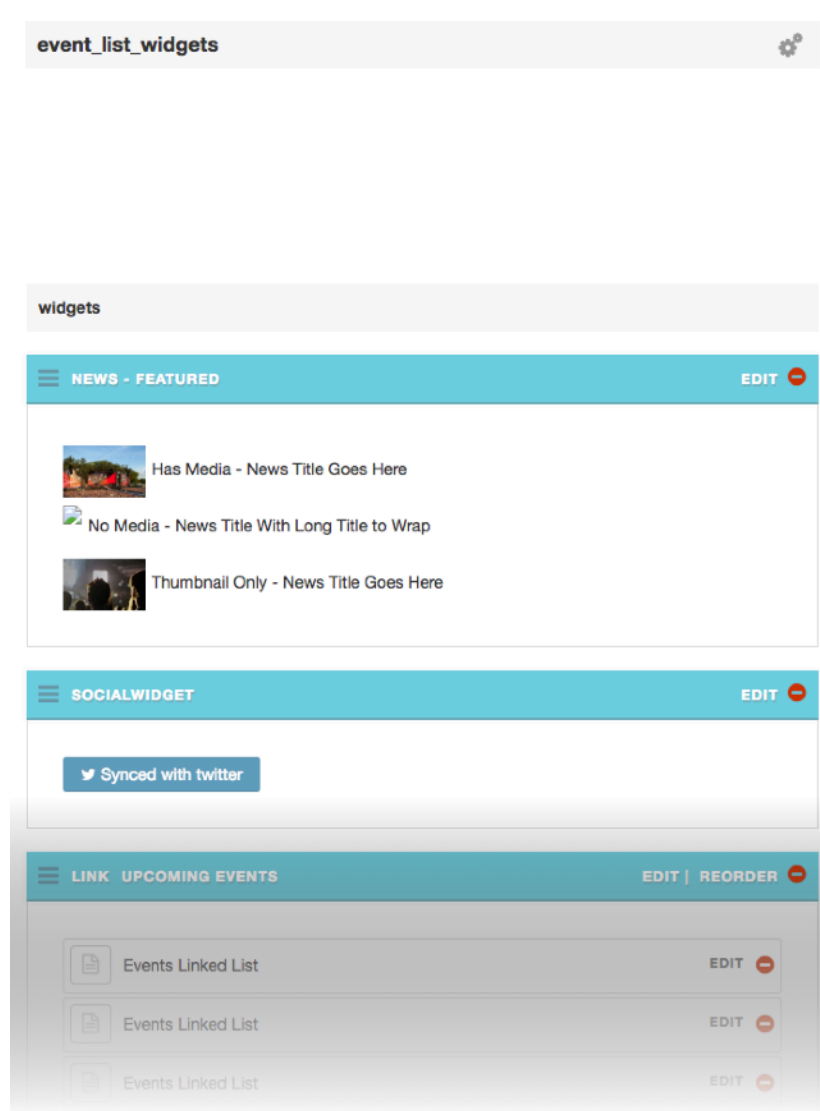 event_list_widgets
widgets
NEWS - FEATURED EDIT
Has Media - News Title Goes Here
No Media - News Title With Long Title to Wrap
Thumbnail Only - News Title Goes Here
SOCIALWIDGET EDIT
Synced with twitter
LINK UPCOMING EVENTS EDIT | REORDER
Events Linked List EDIT
Events Linked List EDIT
Events Linked List EDIT